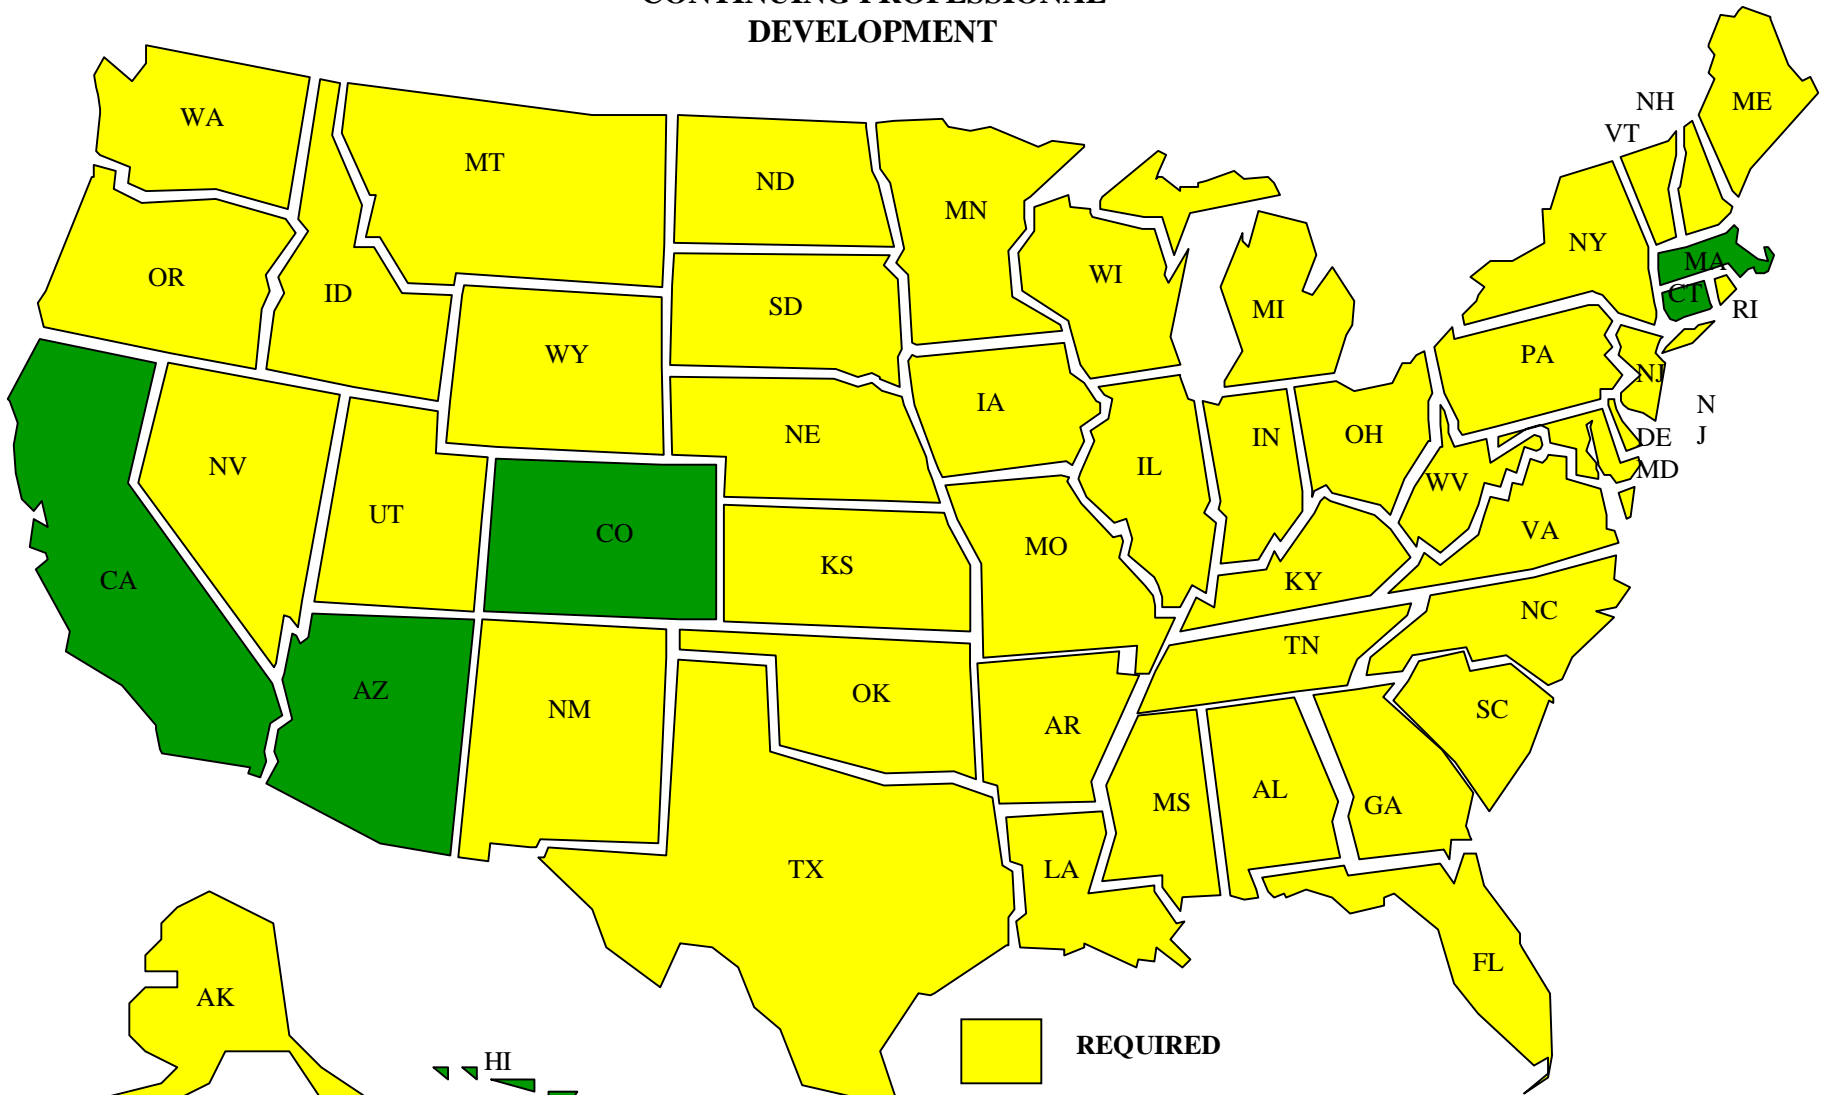 CONTINUING PROFESSIONAL
DEVELOPMENT
NH
ME
VT
WA
MT
ND
MN
NY
MA
WI
OR
ID
SD
MI
CT
RI
WY
PA
NJ
IA
N
J
NE
IN
OH
DE
NV
IL
MD
WV
UT
CO
MO
VA
KS
CA
KY
NC
TN
AZ
OK
NM
AR
SC
MS
AL
GA
TX
LA
FL
AK
REQUIRED
HI